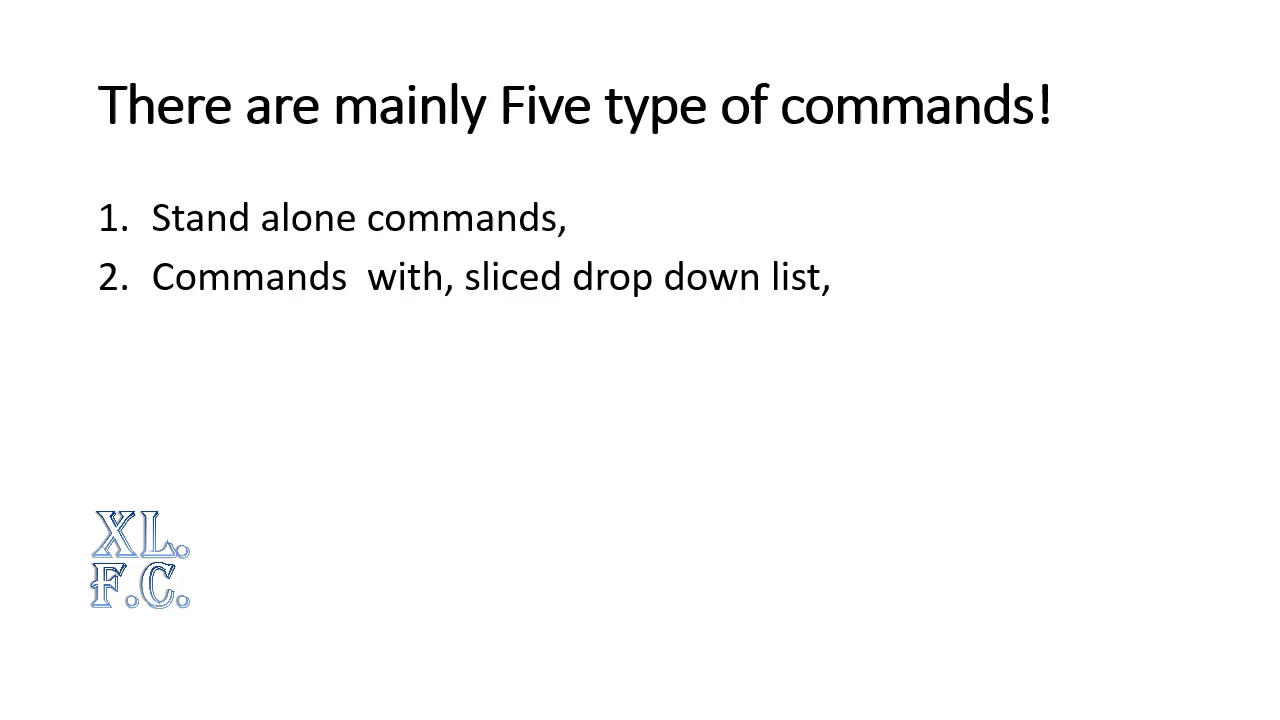 There are mainly Five type of commands!
1. Stand alone commands,
2. Commands  with, sliced drop down list,
XL.
F.C.